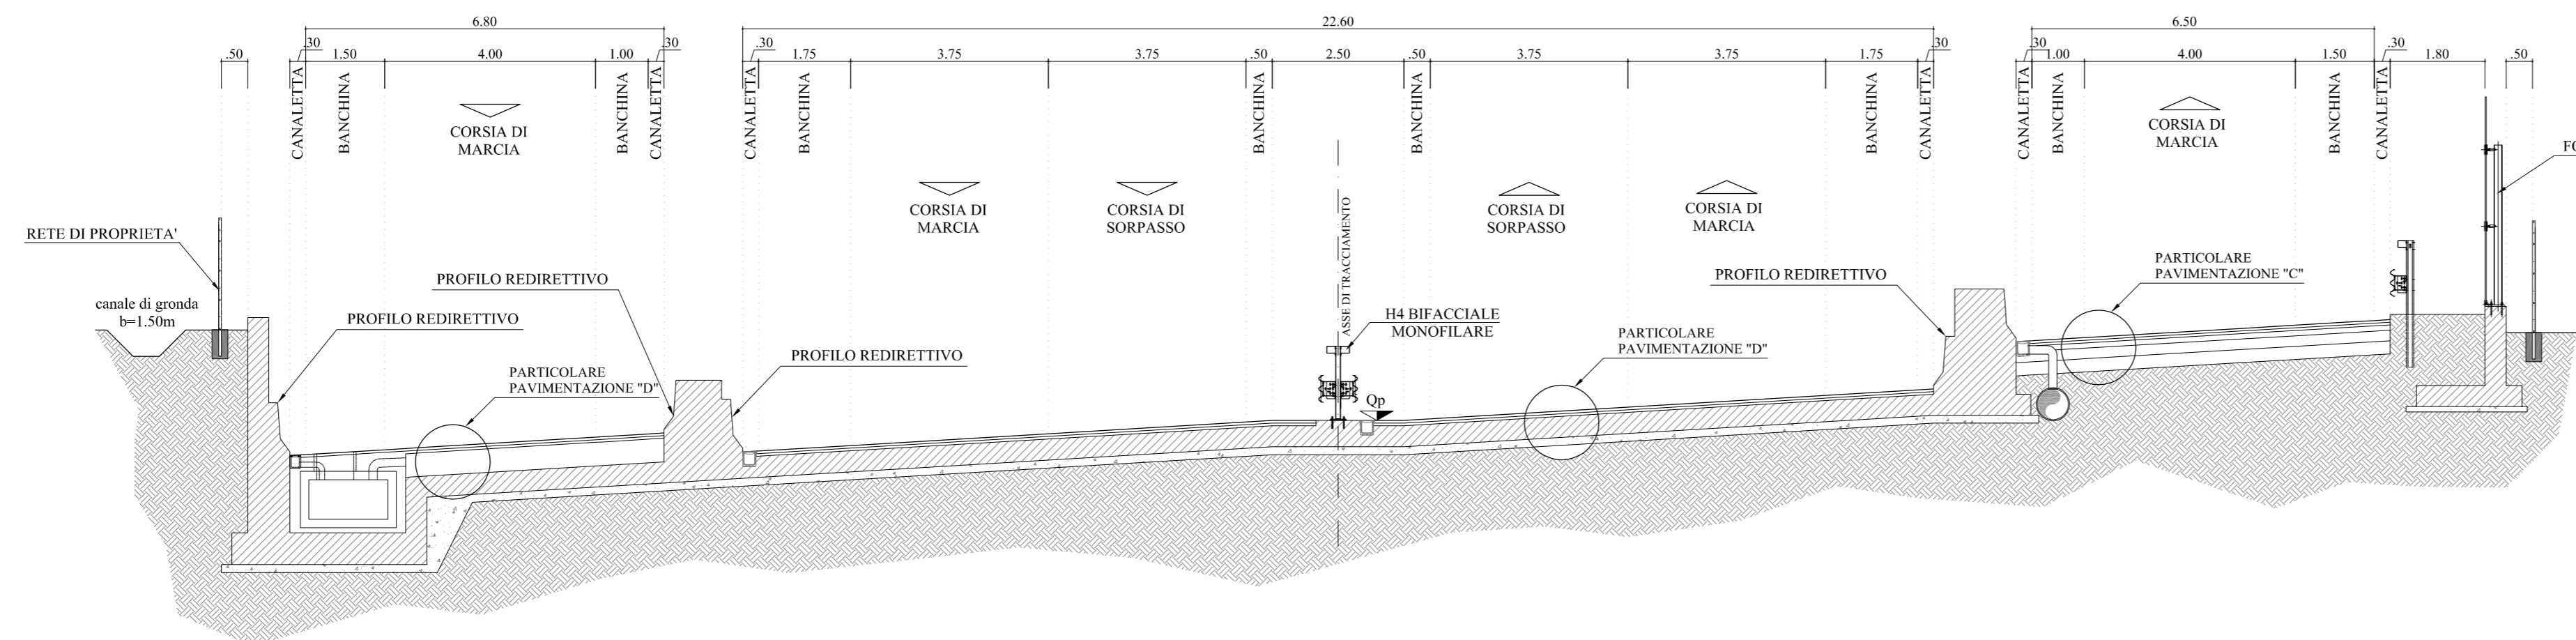 6.80
22.60
6.50
.50
.30
1.50
4.00
1.00
.30
.30
1.75
3.75
3.75
.50
2.50
.50
3.75
3.75
1.75
.30
.30
1.00
4.00
1.50
.30
1.80
.50
CANALETTA
BANCHINA
BANCHINA
CANALETTA
CANALETTA
BANCHINA
BANCHINA
BANCHINA
BANCHINA
CANALETTA
CANALETTA
BANCHINA
BANCHINA
CANALETTA
CORSIA DI
MARCIA
CORSIA DI
MARCIA
CORSIA DI
MARCIA
CORSIA DI
SORPASSO
CORSIA DI
SORPASSO
CORSIA DI
MARCIA
ASSE DI TRACCIAMENTO
FO
RETE DI PROPRIETA'
canale di gronda
b=1.50m
PROFILO REDIRETTIVO
PROFILO REDIRETTIVO
PROFILO REDIRETTIVO
PROFILO REDIRETTIVO
PARTICOLARE
PAVIMENTAZIONE "D"
H4 BIFACCIALE
MONOFILARE
Qp
PARTICOLARE
PAVIMENTAZIONE "D"
PARTICOLARE
PAVIMENTAZIONE "C"